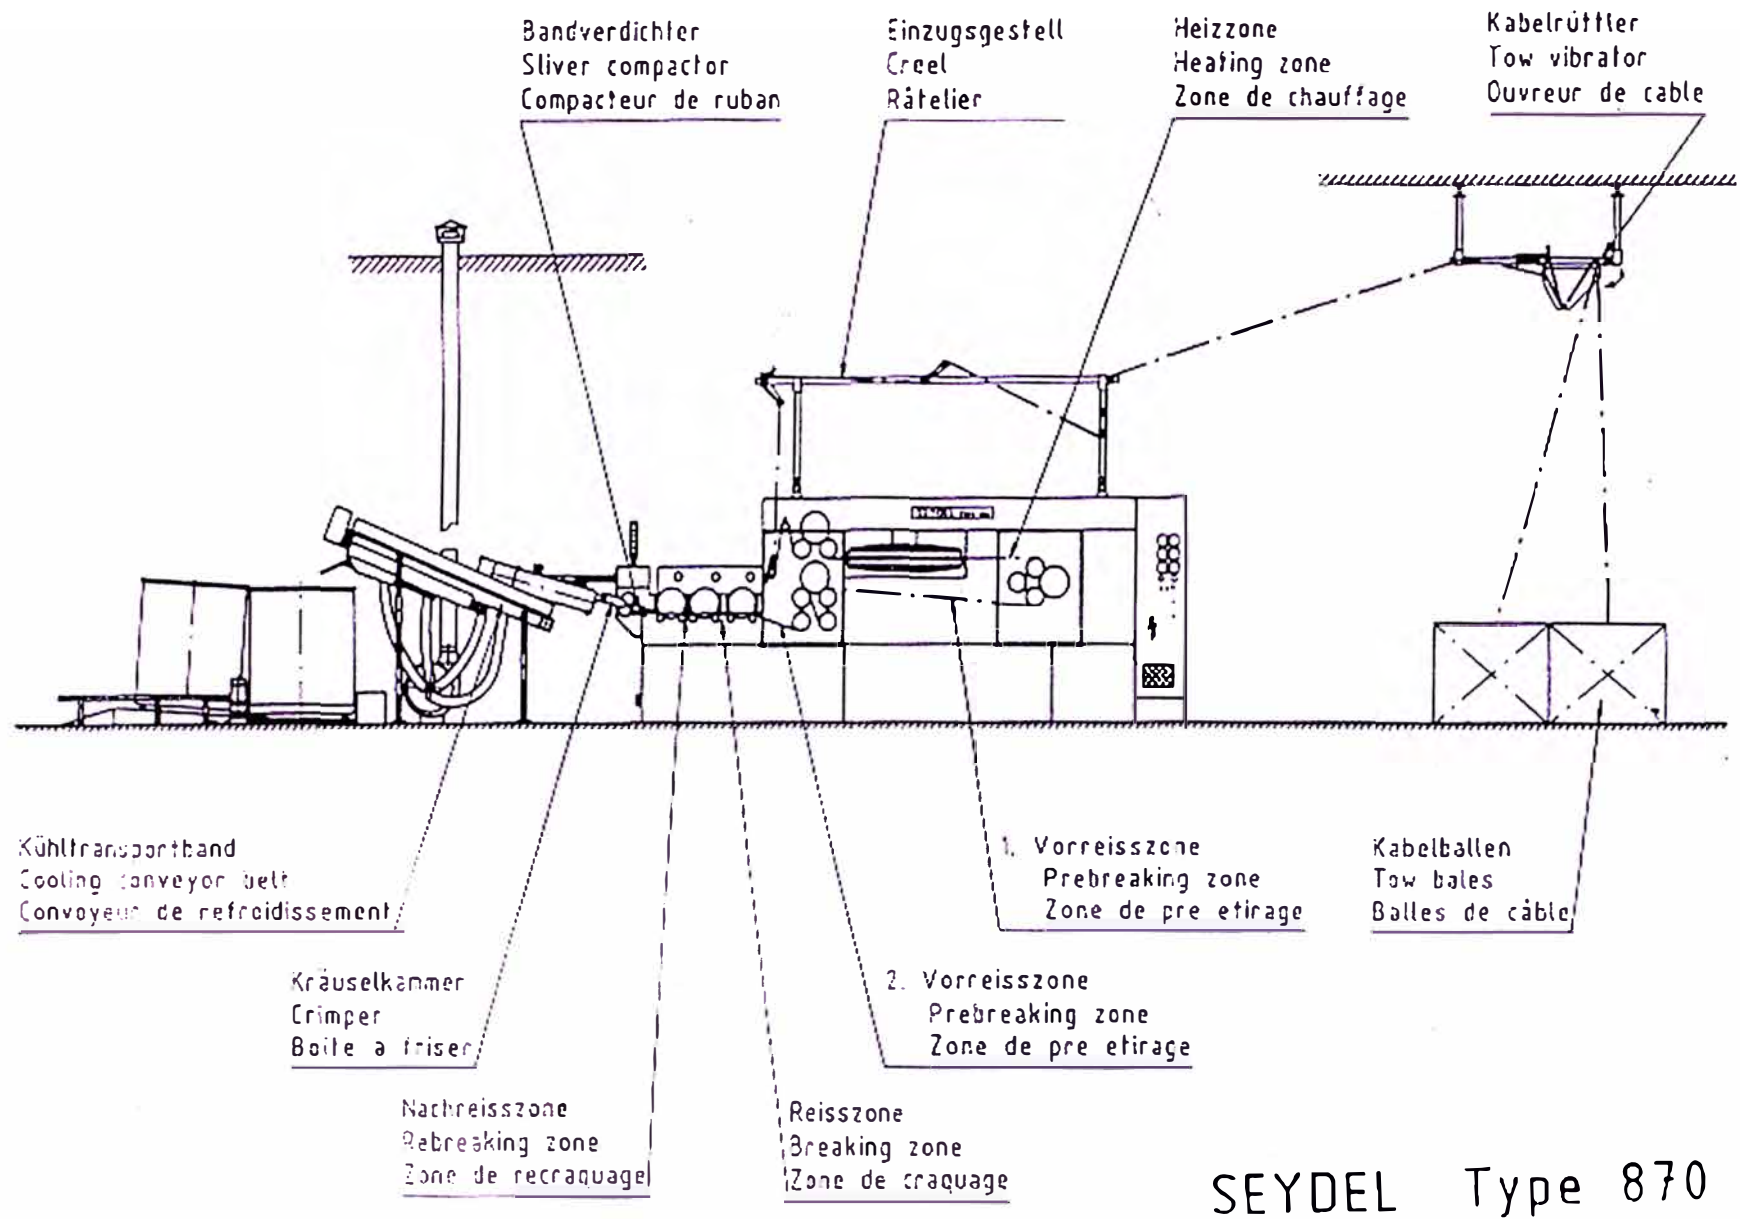 Bandverdichter
Sliver compactor
Compacteur de ruban
Einzugsgestell
Creel
Râtelier
Heizzone
Heating zone
Zone de chauffage
Kabelrüttler
Tow vibrator
Ouvreur de cable
Kühltransportband
Cooling conveyor belt
Convoyeur de refroidissement
1. Vorreisszone
Prebreaking zone
Zone de pre etirage
Kabelballen
Tow bales
Balles de câble
Kräuselkammer
Crimper
Boite a friser
2. Vorreisszone
Prebreaking zone
Zone de pre etirage
Nachreisszone
Rebreaking zone
Zone de recraquage
Reisszone
Breaking zone
Zone de craquage
SEYDEL Type 870